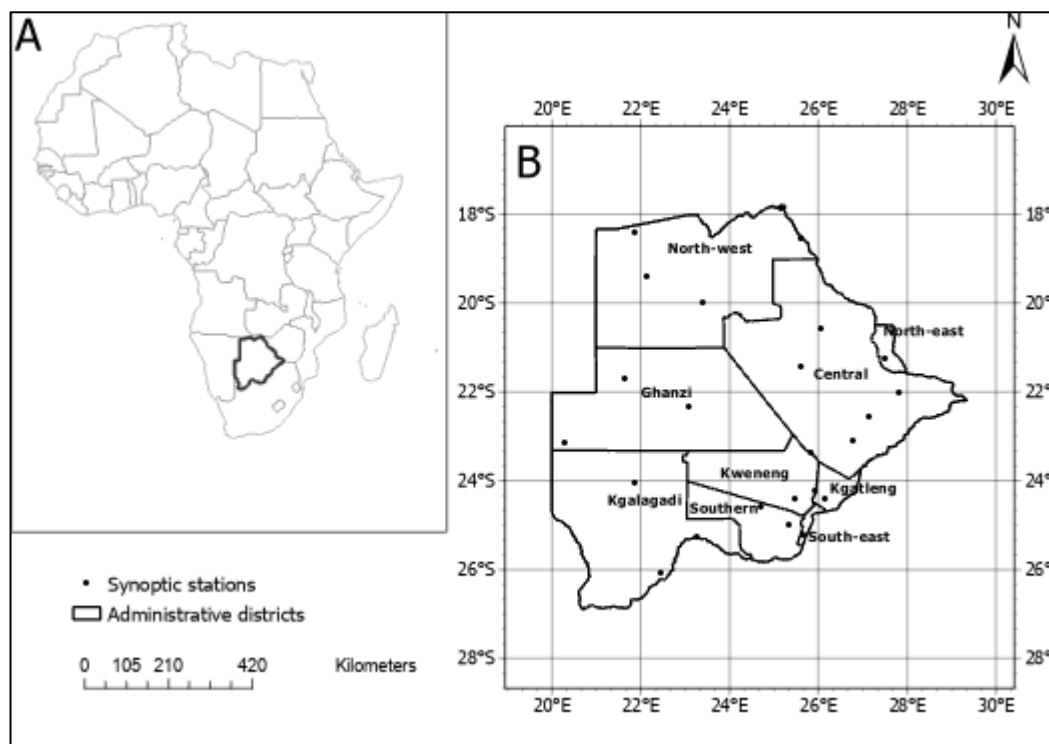 A
N
20°E 22°E 24°E 26°E 28°E 30°E
B
18°S 18°S
North-west
20°S 20°S
North-east
Central
22°S 22°S
Ghanzi
24°S 24°S
Kweneng
Kgatleng
Kgalagadi
Southern
South-east
26°S 26°S
28°S 28°S
20°E 22°E 24°E 26°E 28°E 30°E
Synoptic stations
Administrative districts
0 105 210 420 Kilometers